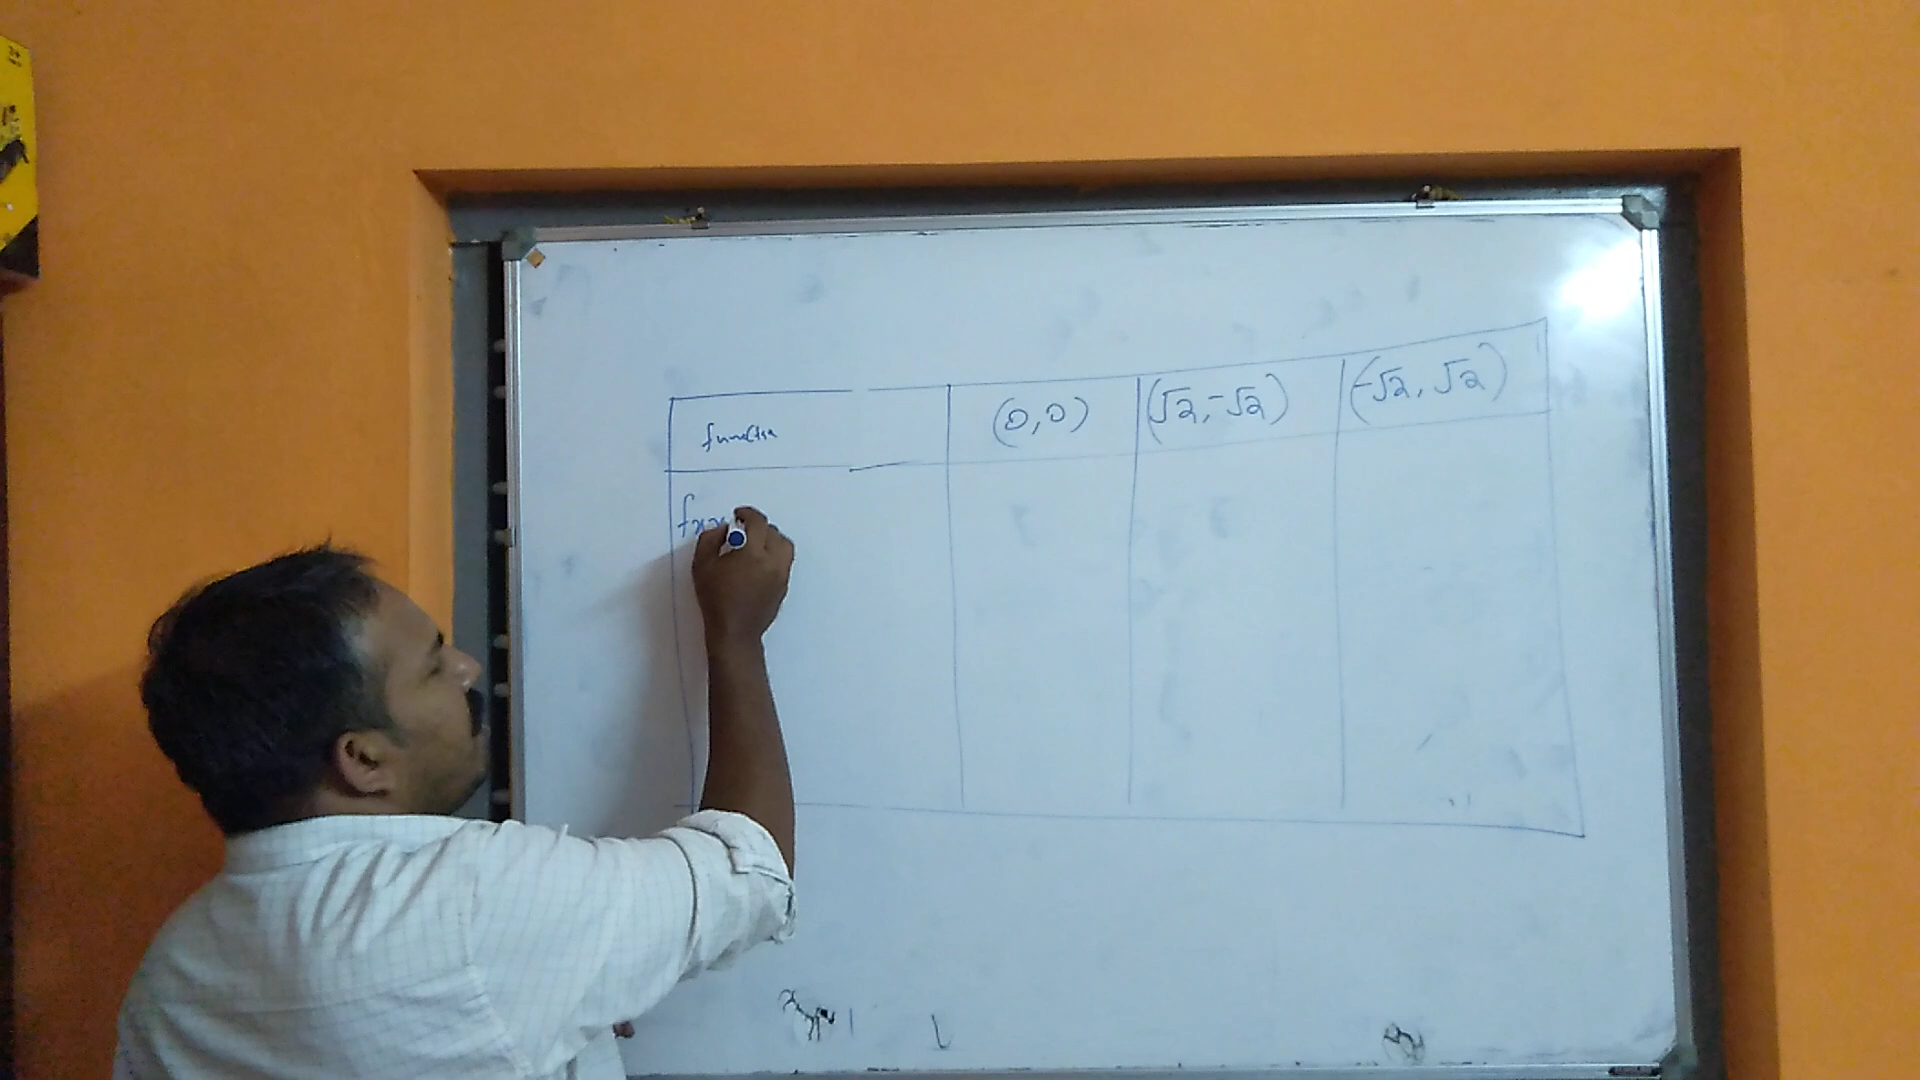 function (0,0) (√2,-√2) (-√2, √2)
fxx